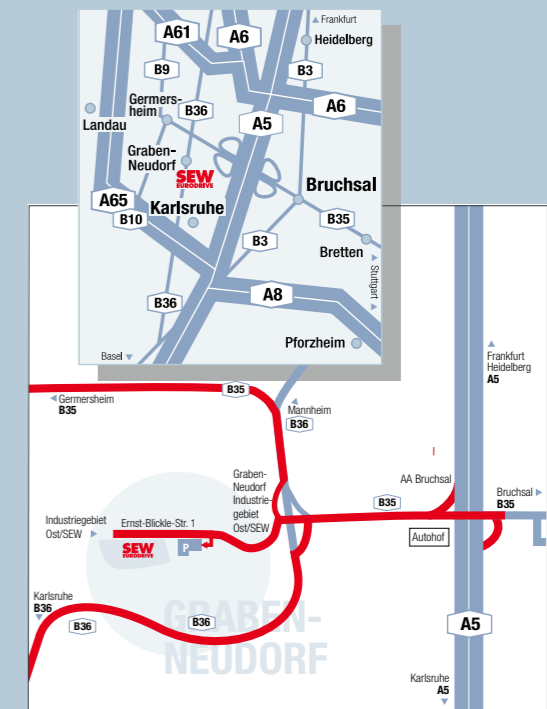 Frankfurt
A61
A6
Heidelberg
B9
B3
B36
A6
Germers-
heim
A5
Landau
Graben-
Neudorf
SEW
EURODRIVE
Bruchsal
A65
Karlsruhe
B10
B35
B3
Bretten
Stuttgart
A8
B36
Pforzheim
Basel
Frankfurt
Heidelberg
A5
B35
Germersheim
B35
Mannheim
B36
Graben-
Neudorf
Industrie-
gebiet
Ost/SEW
AA Bruchsal
Bruchsal
B35
B35
Industriegebiet
Ost/SEW
Ernst-Blickle-Str. 1
Autohof
SEW
EURODRIVE
P
Karlsruhe
B36
B36
B36
GRABEN-
NEUDORF
A5
Karlsruhe
A5